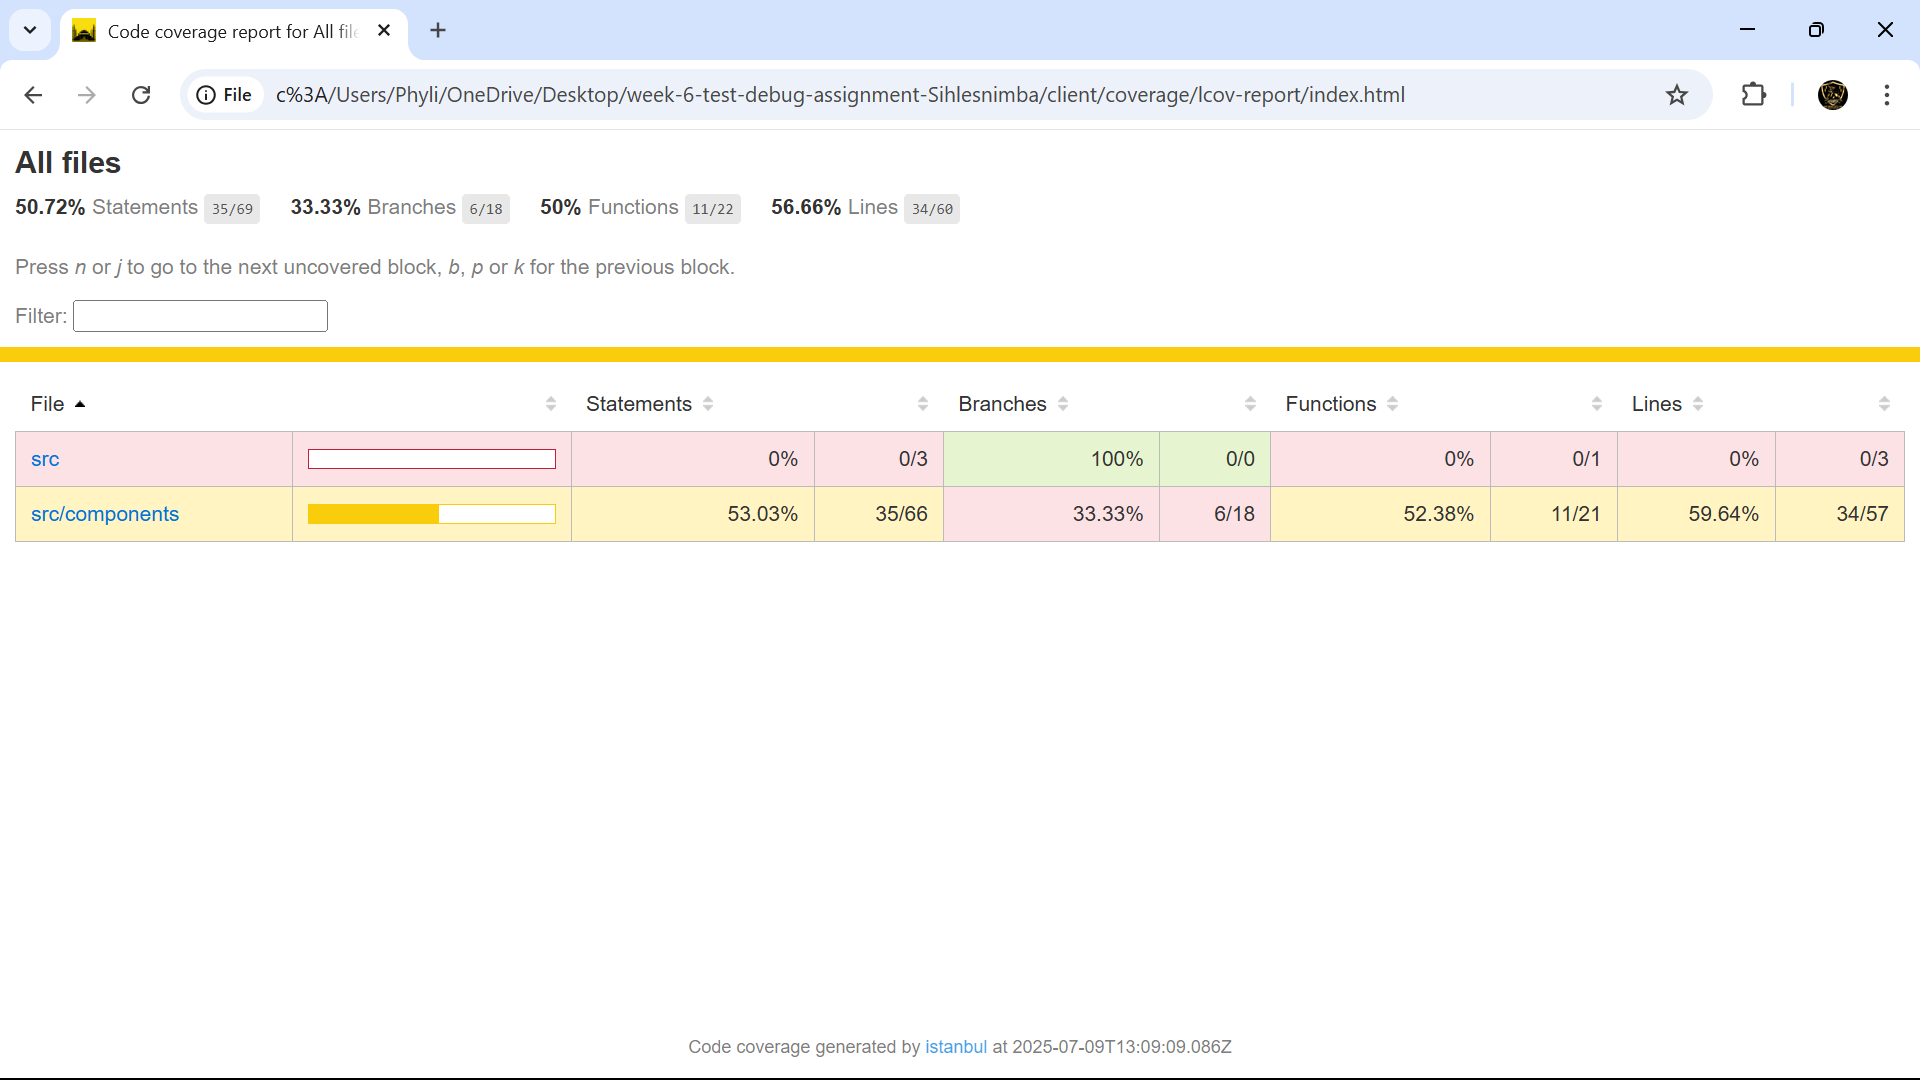 Code coverage report for All file
File c%3A/Users/Phyli/OneDrive/Desktop/week-6-test-debug-assignment-Sihlesnimba/client/coverage/lcov-report/index.html
All files
50.72% Statements 35/69 33.33% Branches 6/18 50% Functions 11/22 56.66% Lines 34/60
Press n or j to go to the next uncovered block, b, p or k for the previous block.
Filter:
File Statements Branches Functions Lines
src 0% 0/3 100% 0/0 0% 0/1 0% 0/3
src/components 53.03% 35/66 33.33% 6/18 52.38% 11/21 59.64% 34/57
Code coverage generated by istanbul at 2025-07-09T13:09:09.086Z